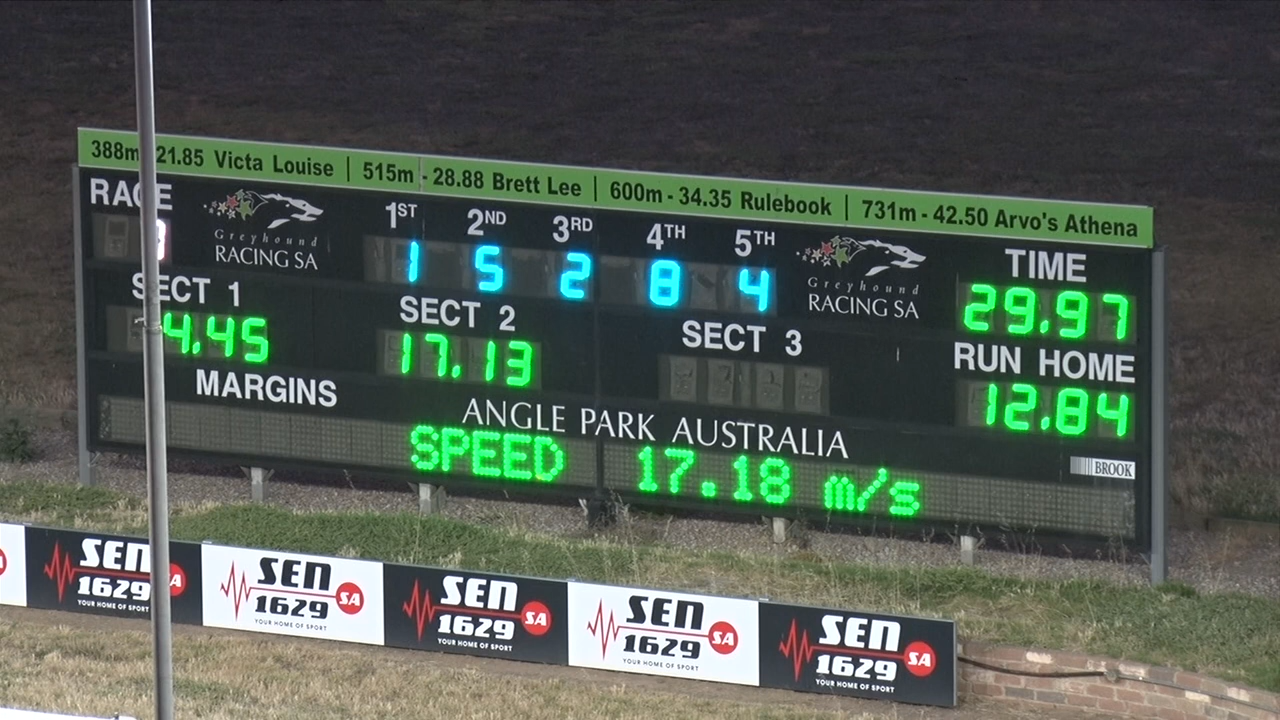 388m 21.85 Victa Louise | 515m - 28.88 Brett Lee | 600m - 34.35 Rulebook | 731m - 42.50 Arvo's Athena
RACE
Greyhound
RACING SA
1ST 2ND 3RD 4TH 5TH
1 5 2 8 4
Greyhound
RACING SA
TIME
29.97
SECT 1
4.45
SECT 2
17.13
SECT 3
RUN HOME
12.84
MARGINS
ANGLE PARK AUSTRALIA
SPEED 17.18 m/s
BROOK
SEN
1629 A
YOUR HOME OF SPORT
SEN
1629 SA
YOUR HOME OF SPORT
SEN
1629 SA
YOUR HOME OF SPORT
SEN
1629 SA
YOUR HOME OF SPORT
SEN
1629 SA
YOUR HOME OF SPORT